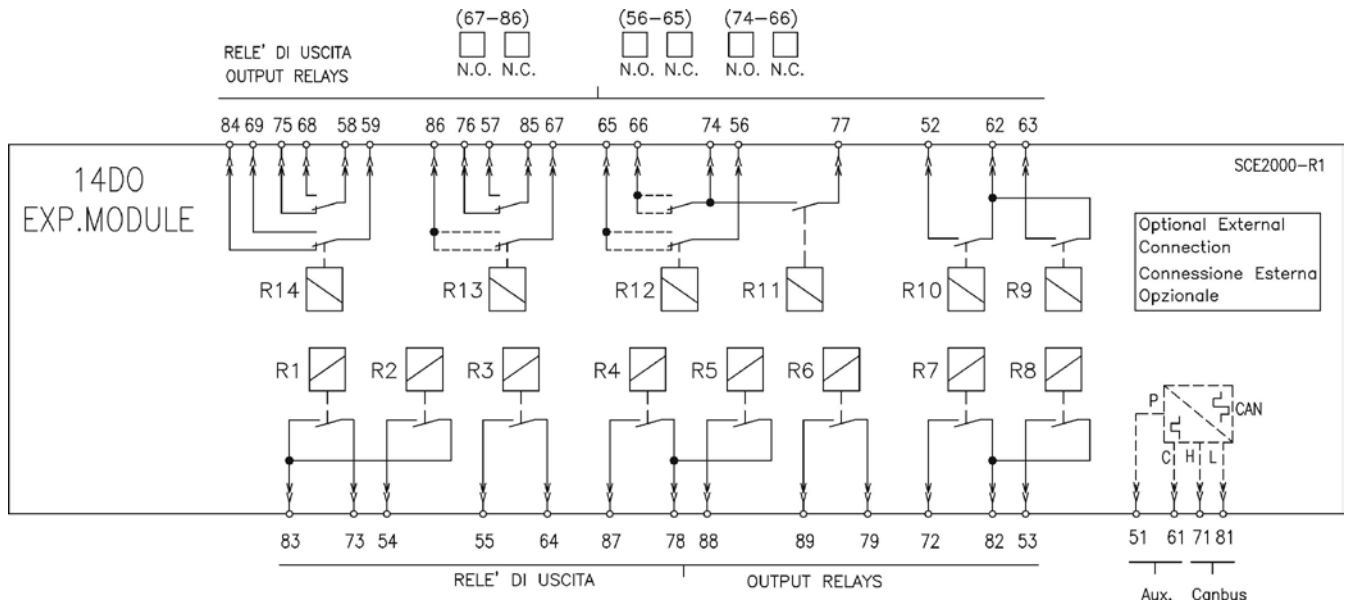 (67-86) (56-65) (74-66)
RELE' DI USCITA
OUTPUT RELAYS
N.O. N.C. N.O. N.C. N.O. N.C.
84 69 75 68 58 59 86 76 57 85 67 65 66 74 56 77 52 62 63
SCE2000-R1
14DO
EXP.MODULE
Optional External
Connection
Connessione Esterna
Opzionale
R14 R13 R12 R11 R10 R9
R1 R2 R3 R4 R5 R6 R7 R8
P CAN
C H L
83 73 54 55 64 87 78 88 89 79 72 82 53 51 61 71 81
RELE' DI USCITA OUTPUT RELAYS
Aux. Canbus